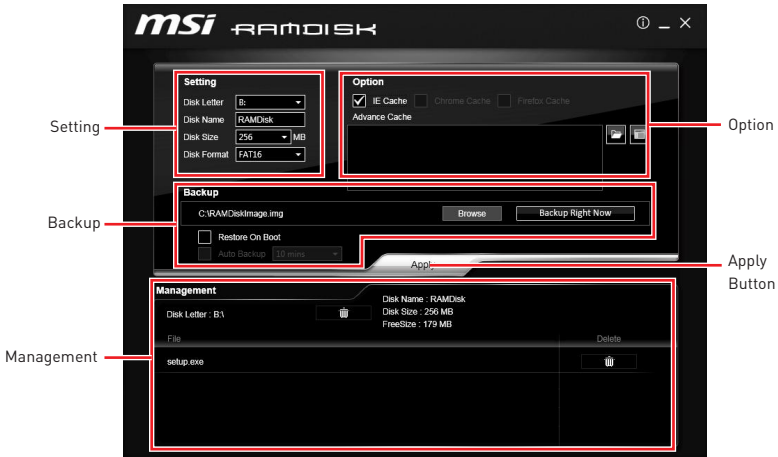 msi RAMDISK
Setting
Option
Disk Letter B:
IE Cache Chrome Cache Firefox Cache
Disk Name RAMDisk
Advance Cache
Disk Size 256 MB
Disk Format FAT16
Setting
Option
Backup
C:\RAMDiskImage.img Browse Backup Right Now
Restore On Boot
Auto Backup 10 mins
Backup
Apply
Apply
Button
Management
Disk Letter : B:\
Disk Name : RAMDisk
Disk Size : 256 MB
FreeSize : 179 MB
File Delete
setup.exe
Management